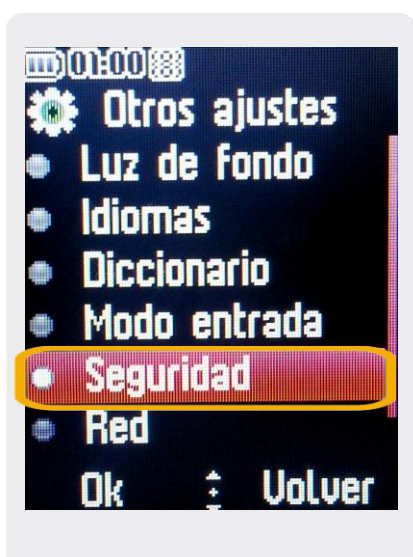 01:00
Otros ajustes
Luz de fondo
Idiomas
Diccionario
Modo entrada
Seguridad
Red
Ok Volver